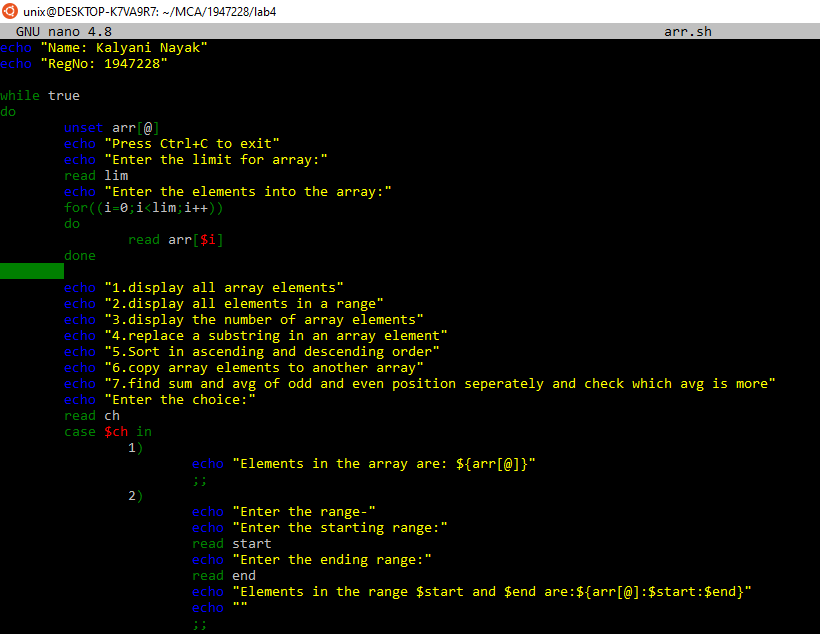 unix@DESKTOP-K7VA9R7: ~/MCA/1947228/lab4
GNU nano 4.8 arr.sh
echo "Name: Kalyani Nayak"
echo "RegNo: 1947228"
while true
do
unset arr[@]
echo "Press Ctrl+C to exit"
echo "Enter the limit for array:"
read lim
echo "Enter the elements into the array:"
for((i=0;i<lim;i++))
do
read arr[$i]
done
echo "1.display all array elements"
echo "2.display all elements in a range"
echo "3.display the number of array elements"
echo "4.replace a substring in an array element"
echo "5.Sort in ascending and descending order"
echo "6.copy array elements to another array"
echo "7.find sum and avg of odd and even position seperately and check which avg is more"
echo "Enter the choice:"
read ch
case $ch in
1)
echo "Elements in the array are: ${arr[@]}"
;;
2)
echo "Enter the range-"
echo "Enter the starting range:"
read start
echo "Enter the ending range:"
read end
echo "Elements in the range $start and $end are:${arr[@]:$start:$end}"
echo ""
;;